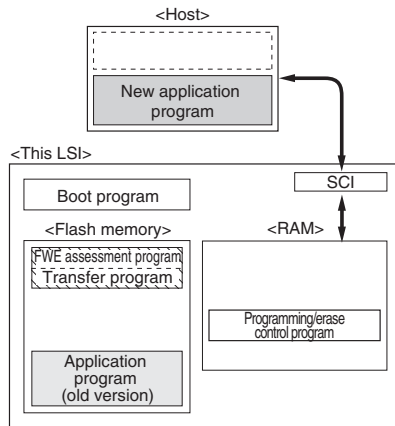 <Host>
New application
program
<This LSI>
SCI
Boot program
<Flash memory>
<RAM>
FWE assessment program
Transfer program
Programming/erase
control program
Application
program
(old version)